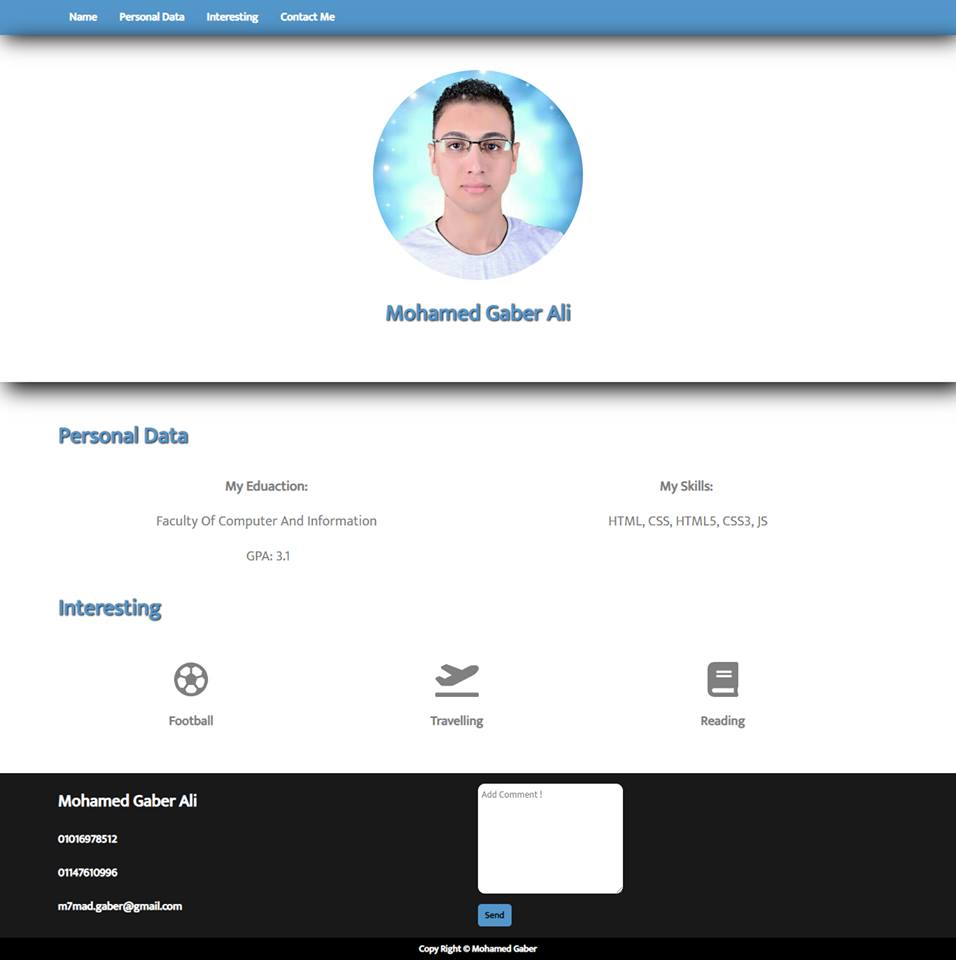 Name Personal Data Interesting Contact Me
Mohamed Gaber Ali
Personal Data
My Eduaction: My Skills:
Faculty Of Computer And Information HTML, CSS, HTML5, CSS3, JS
GPA: 3.1
Interesting
Football Travelling Reading
Mohamed Gaber Ali
01016978512
01147610996
m7mad.gaber@gmail.com
Add Comment !
Send
Copy Right © Mohamed Gaber